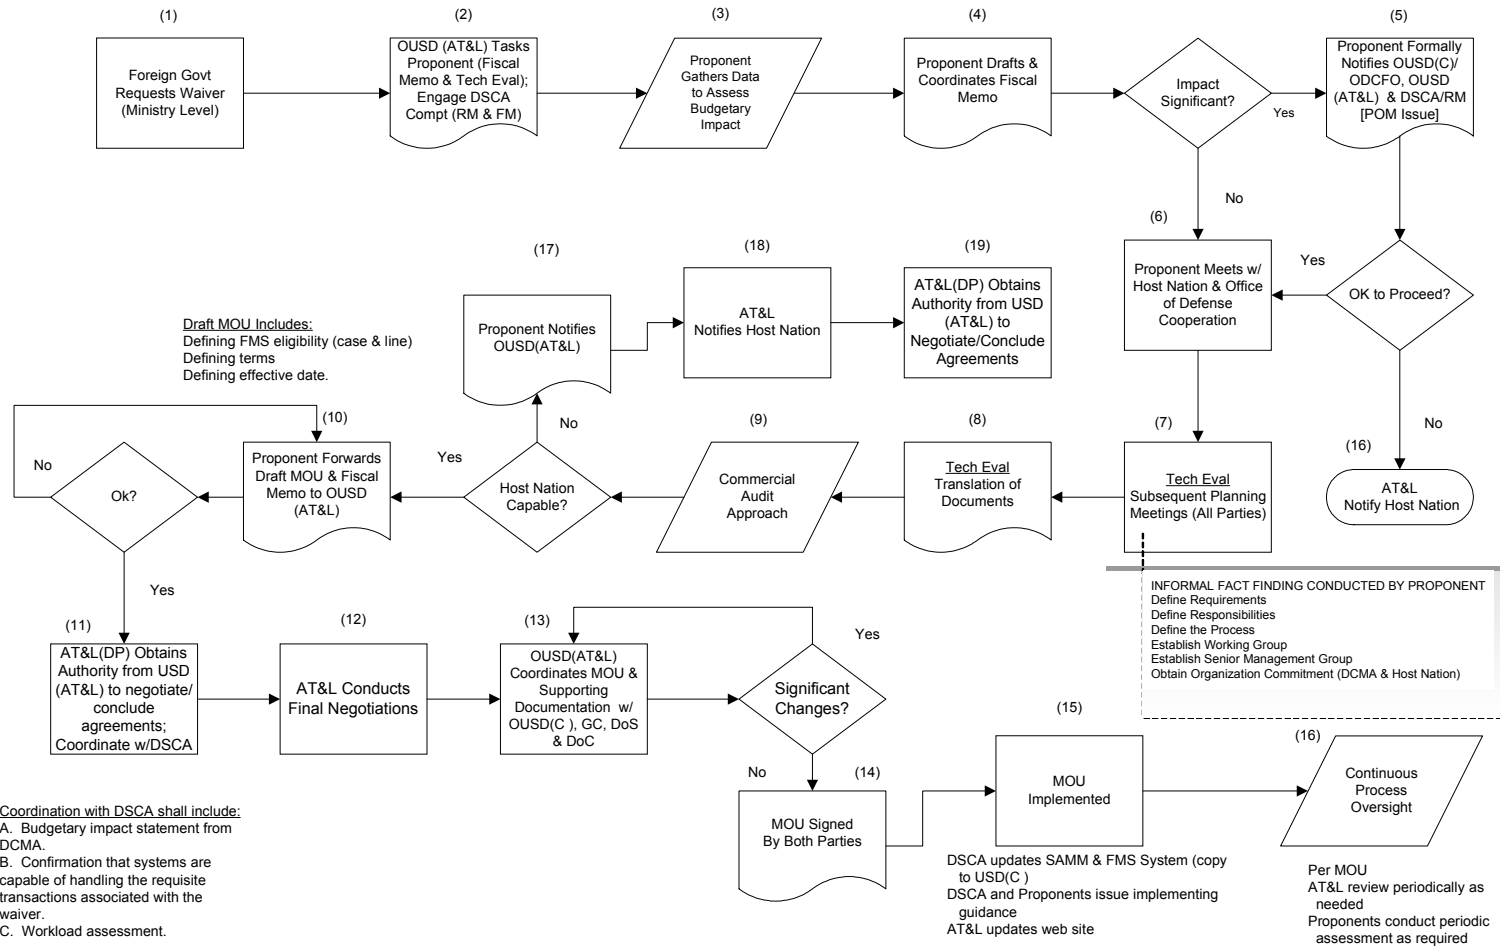 (1)
Foreign Govt
Requests Waiver
(Ministry Level)
(2)
OUSD (AT&L) Tasks
Proponent (Fiscal
Memo & Tech Eval);
Engage DSCA
Compt (RM & FM)
(3)
Proponent
Gathers Data
to Assess
Budgetary
Impact
(4)
Proponent Drafts &
Coordinates Fiscal
Memo
Impact
Significant?
Yes
No
(5)
Proponent Formally
Notifies OUSD(C)/
ODCFO, OUSD
(AT&L) & DSCA/RM
[POM Issue]
(6)
Proponent Meets w/
Host Nation & Office
of Defense
Cooperation
Yes
OK to Proceed?
No
(16)
AT&L
Notify Host Nation
(17)
Proponent Notifies
OUSD(AT&L)
(18)
AT&L
Notifies Host Nation
(19)
AT&L(DP) Obtains
Authority from USD
(AT&L) to
Negotiate/Conclude
Agreements
Draft MOU Includes:
Defining FMS eligibility (case & line)
Defining terms
Defining effective date.
(7)
Tech Eval
Subsequent Planning
Meetings (All Parties)
(8)
Tech Eval
Translation of
Documents
(9)
Commercial
Audit
Approach
No
Host Nation
Capable?
Yes
(10)
Proponent Forwards
Draft MOU & Fiscal
Memo to OUSD
(AT&L)
No
Ok?
Yes
INFORMAL FACT FINDING CONDUCTED BY PROPONENT
Define Requirements
Define Responsibilities
Define the Process
Establish Working Group
Establish Senior Management Group
Obtain Organization Commitment (DCMA & Host Nation)
(11)
AT&L(DP) Obtains
Authority from USD
(AT&L) to negotiate/
conclude
agreements;
Coordinate w/DSCA
(12)
AT&L Conducts
Final Negotiations
(13)
OUSD(AT&L)
Coordinates MOU &
Supporting
Documentation w/
OUSD(C ), GC, DoS
& DoC
Yes
Significant
Changes?
No
(14)
MOU Signed
By Both Parties
(15)
MOU
Implemented
(16)
Continuous
Process
Oversight
Coordination with DSCA shall include:
A. Budgetary impact statement from
DCMA.
B. Confirmation that systems are
capable of handling the requisite
transactions associated with the
waiver.
C. Workload assessment.
DSCA updates SAMM & FMS System (copy
to USD(C )
DSCA and Proponents issue implementing
guidance
AT&L updates web site
Per MOU
AT&L review periodically as
needed
Proponents conduct periodic
assessment as required